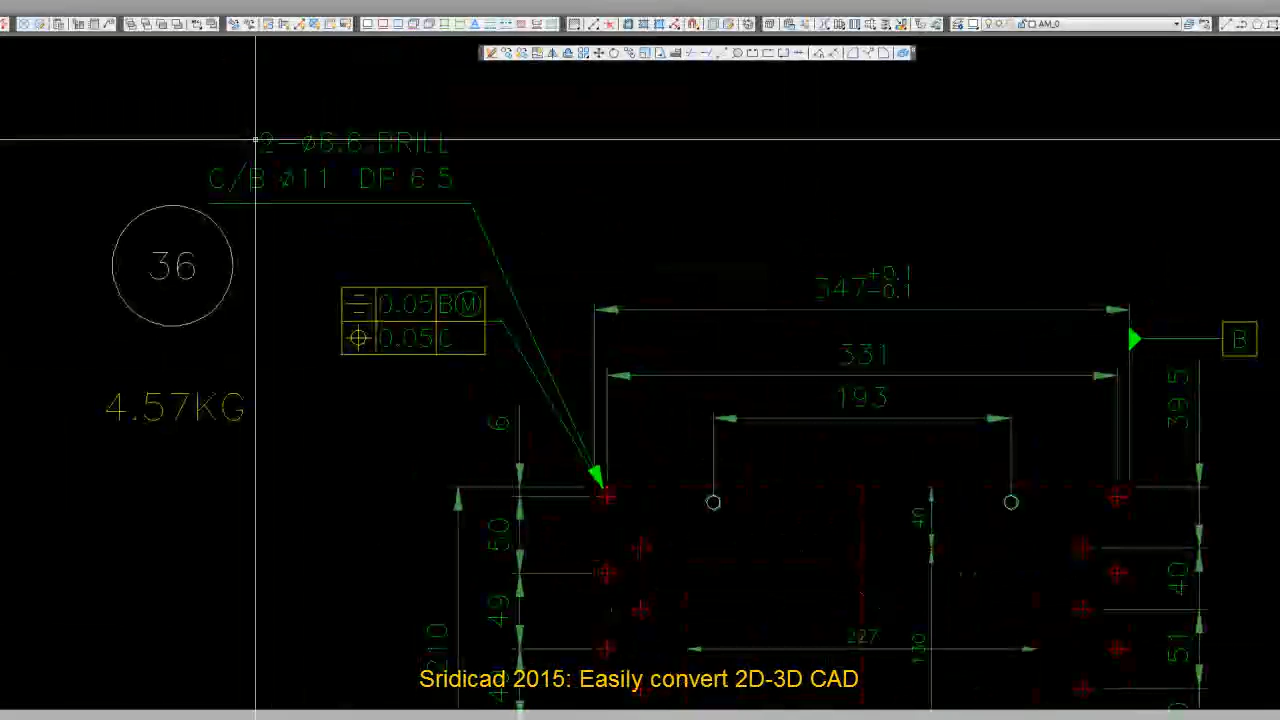 AM_0
2-ø6.6 DRILL
C/B ø11 DP 6.5
36
347 +0.1 -0.1
0.05 B Ⓜ
0.05 C
B
331
193
39.5
4.57KG
6
40
50
40
49
210
227
130
51
Sridicad 2015: Easily convert 2D-3D CAD